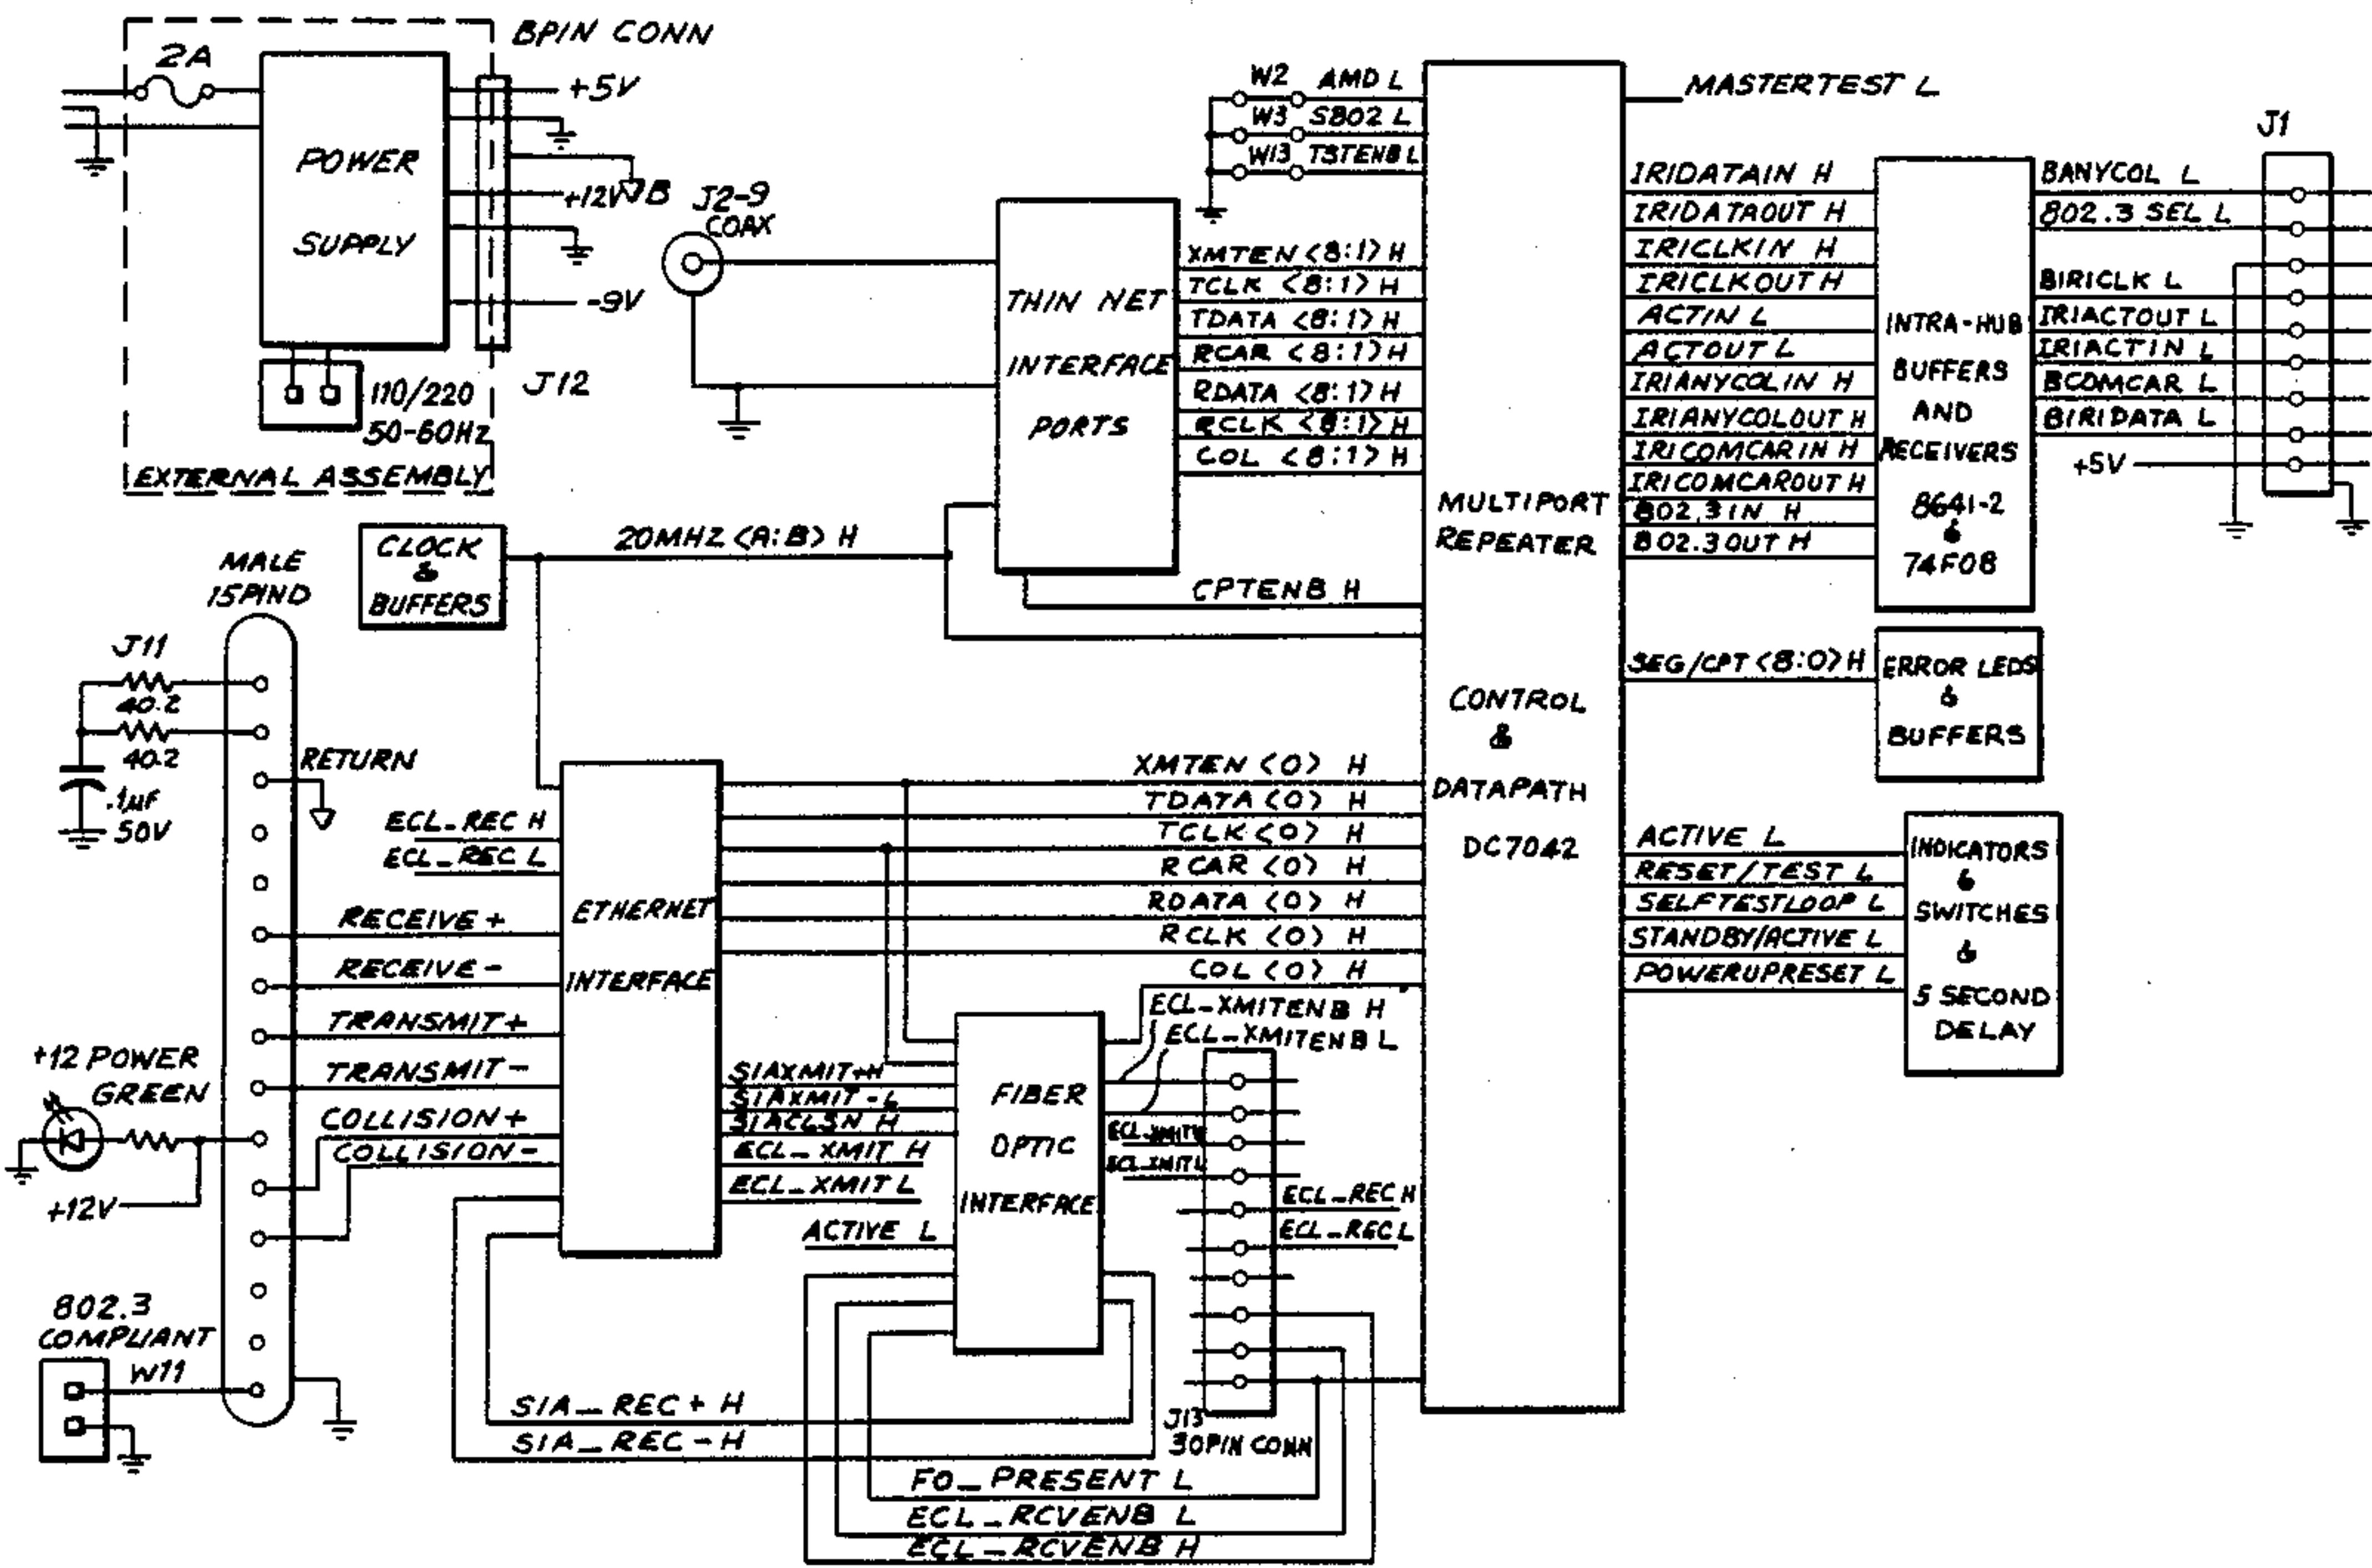 8PIN CONN
2A
+5V
POWER
SUPPLY
+12V
B
-9V
J12
110/220
50-60HZ
EXTERNAL ASSEMBLY
J2-9
COAX
W2 AMD L
W3 S802 L
W13 TSTENB L
MASTERTEST L
THIN NET
INTERFACE
PORTS
XMTEN <8:1> H
TCLK <8:1> H
TDATA <8:1> H
RCAR <8:1> H
RDATA <8:1> H
RCLK <8:1> H
COL <8:1> H
CLOCK
&
BUFFERS
20MHZ <A:B> H
CPTENB H
MULTIPORT
REPEATER
CONTROL
&
DATAPATH
DC7042
IRIDATAIN H
IRIDATAOUT H
IRICLKIN H
IRICLKOUT H
ACTIN L
ACTOUT L
IRIANYCOLIN H
IRIANYCOLOUT H
IRICOMCARIN H
IRICOMCAROUT H
802.3IN H
802.3OUT H
INTRA-HUB
BUFFERS
AND
RECEIVERS
8641-2
&
74F08
J1
BANYCOL L
802.3 SEL L
BIRICLK L
IRIACTOUT L
IRIACTIN L
BCOMCAR L
BIRIDATA L
+5V
SEG/CPT <8:0> H
ERROR LEDS
&
BUFFERS
ACTIVE L
RESET/TEST L
SELFTESTLOOP L
STANDBY/ACTIVE L
POWERUPRESET L
INDICATORS
&
SWITCHES
&
5 SECOND
DELAY
MALE
15PIND
J11
40.2
40.2
.1µF
50V
RETURN
ECL_REC H
ECL_REC L
RECEIVE +
RECEIVE -
TRANSMIT +
TRANSMIT -
COLLISION +
COLLISION -
+12 POWER
GREEN
+12V
802.3
COMPLIANT
W11
ETHERNET
INTERFACE
XMTEN <0> H
TDATA <0> H
TCLK <0> H
RCAR <0> H
RDATA <0> H
RCLK <0> H
COL <0> H
ECL-XMITENB H
ECL-XMITENB L
SIAXMIT+H
SIAXMIT-L
SIACLSN H
ECL_XMIT H
ECL_XMIT L
ACTIVE L
FIBER
OPTIC
INTERFACE
ECL_XMIT H
ECL_XMIT L
ECL_REC H
ECL_REC L
J13
30PIN CONN
SIA_REC + H
SIA_REC - H
FO_PRESENT L
ECL_RCVENB L
ECL_RCVENB H